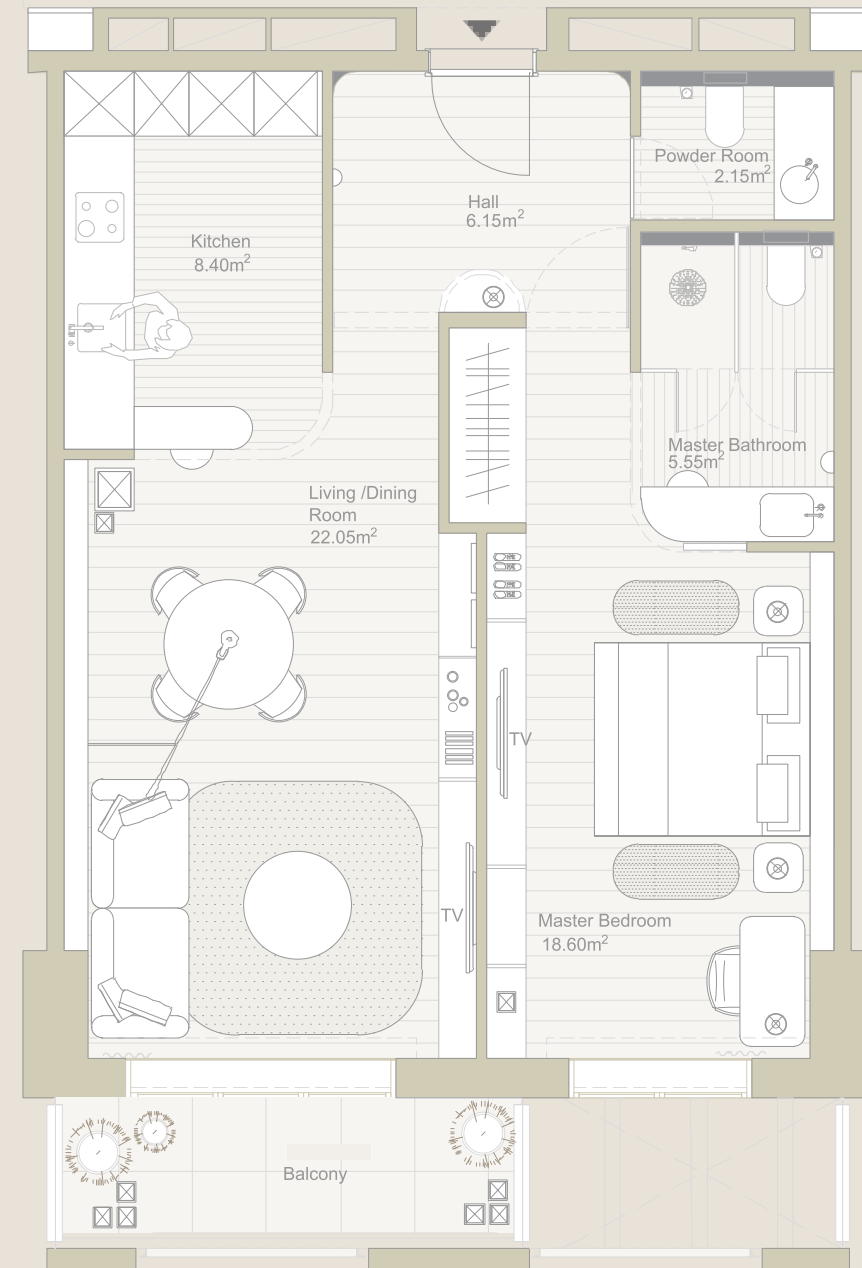 Powder Room
2.15m²
Hall
6.15m²
Kitchen
8.40m²
Master Bathroom
5.55m²
Living /Dining
Room
22.05m²
TV
TV
Master Bedroom
18.60m²
Balcony